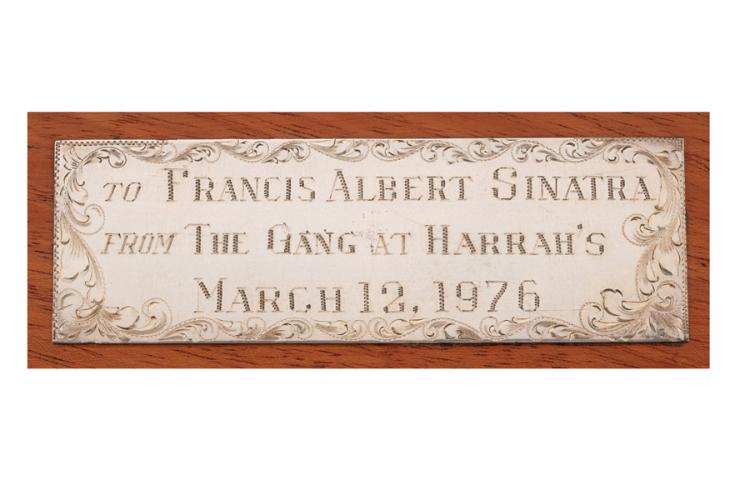 TO FRANCIS ALBERT SINATRA
FROM THE GANG AT HARRAH'S
MARCH 12, 1976